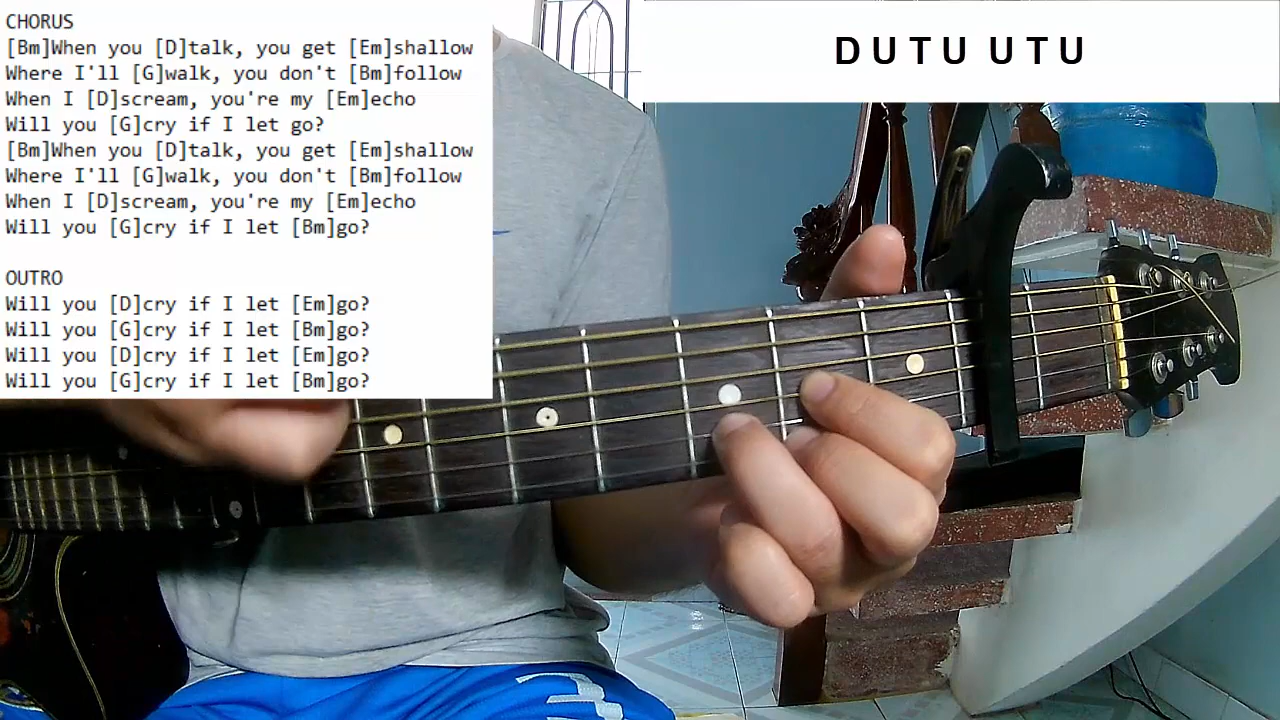 CHORUS
[Bm]When you [D]talk, you get [Em]shallow
Where I'll [G]walk, you don't [Bm]follow
When I [D]scream, you're my [Em]echo
Will you [G]cry if I let go?
[Bm]When you [D]talk, you get [Em]shallow
Where I'll [G]walk, you don't [Bm]follow
When I [D]scream, you're my [Em]echo
Will you [G]cry if I let [Bm]go?
OUTRO
Will you [D]cry if I let [Em]go?
Will you [G]cry if I let [Bm]go?
Will you [D]cry if I let [Em]go?
Will you [G]cry if I let [Bm]go?
D U T U U T U